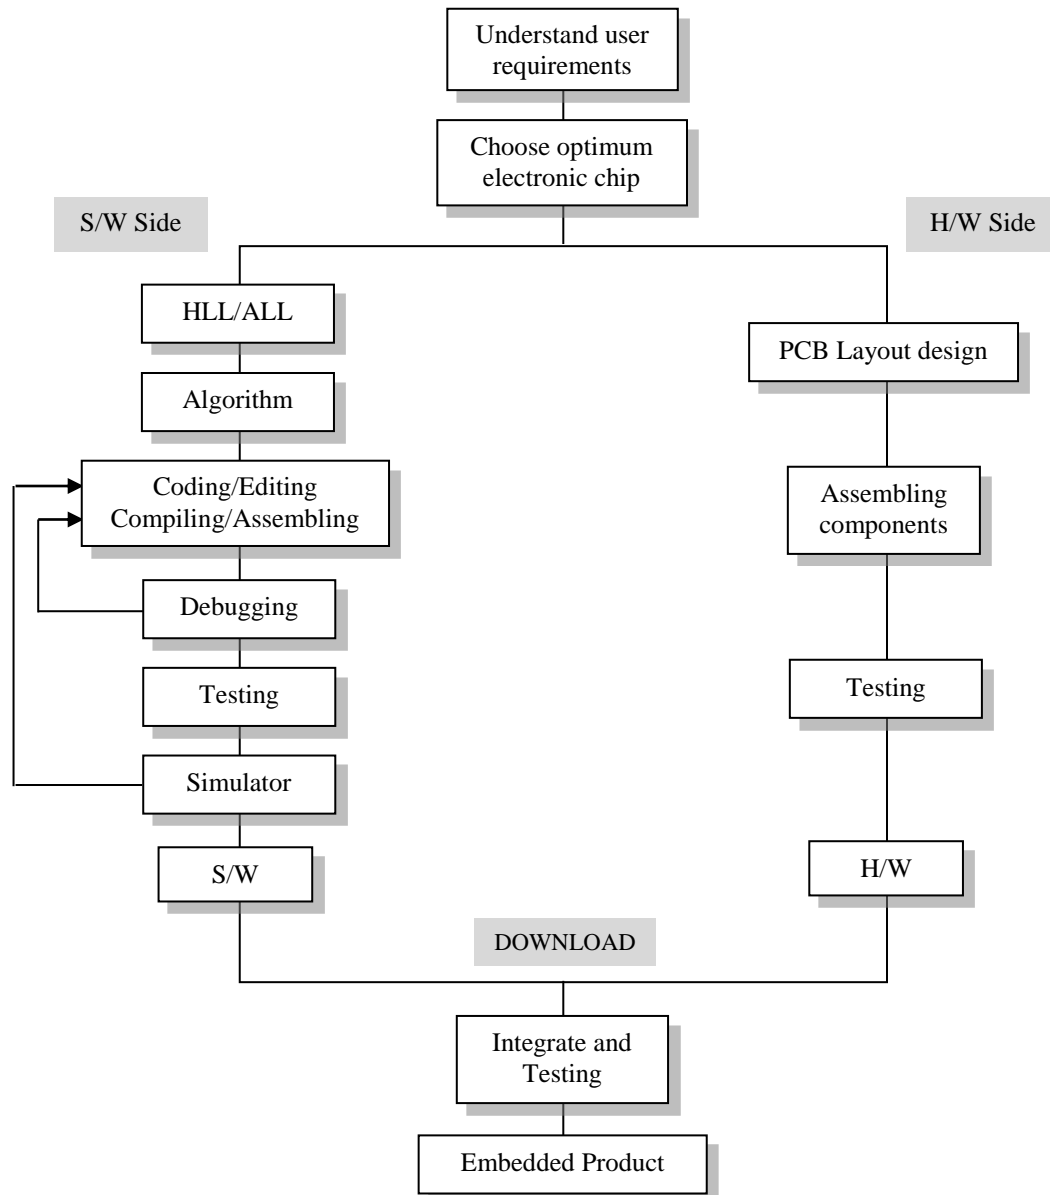 Understand user
requirements
Choose optimum
electronic chip
S/W Side
H/W Side
HLL/ALL
PCB Layout design
Algorithm
Coding/Editing
Compiling/Assembling
Assembling
components
Debugging
Testing
Testing
Simulator
S/W
H/W
DOWNLOAD
Integrate and
Testing
Embedded Product